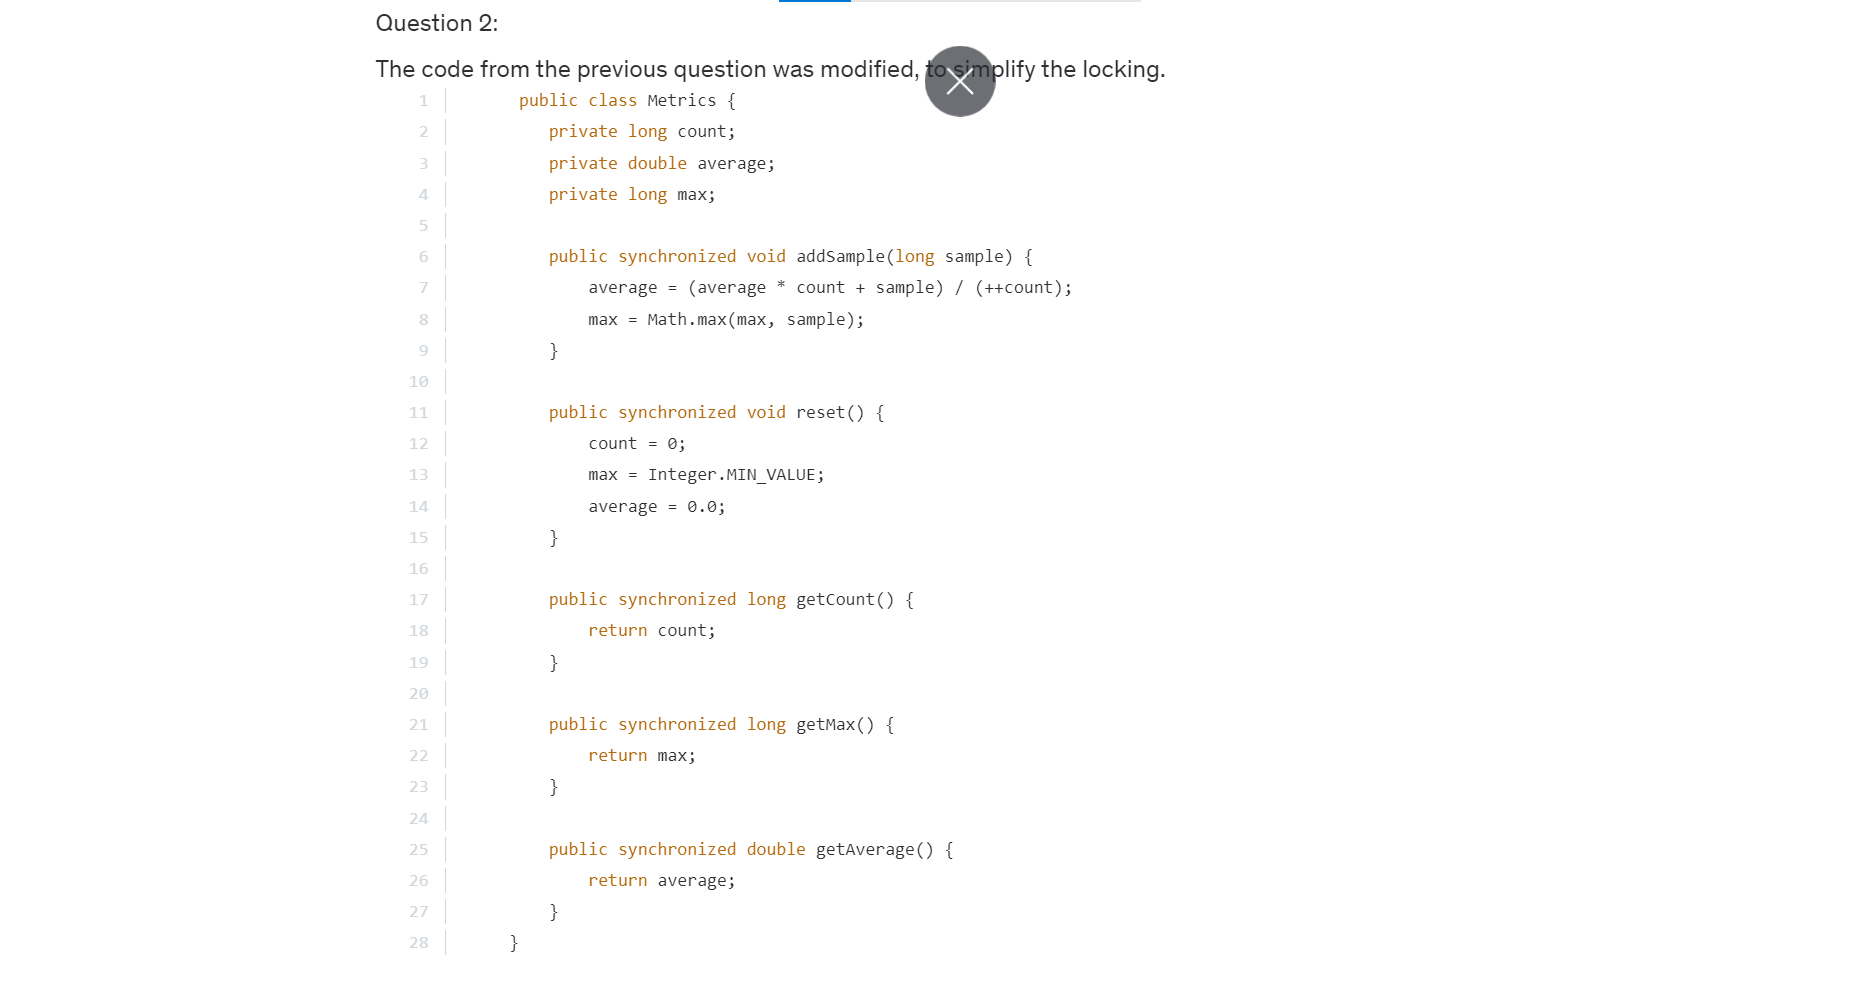 Question 2:
The code from the previous question was modified, to simplify the locking.
1 public class Metrics {
2 private long count;
3 private double average;
4 private long max;
5
6 public synchronized void addSample(long sample) {
7 average = (average * count + sample) / (++count);
8 max = Math.max(max, sample);
9 }
10
11 public synchronized void reset() {
12 count = 0;
13 max = Integer.MIN_VALUE;
14 average = 0.0;
15 }
16
17 public synchronized long getCount() {
18 return count;
19 }
20
21 public synchronized long getMax() {
22 return max;
23 }
24
25 public synchronized double getAverage() {
26 return average;
27 }
28 }